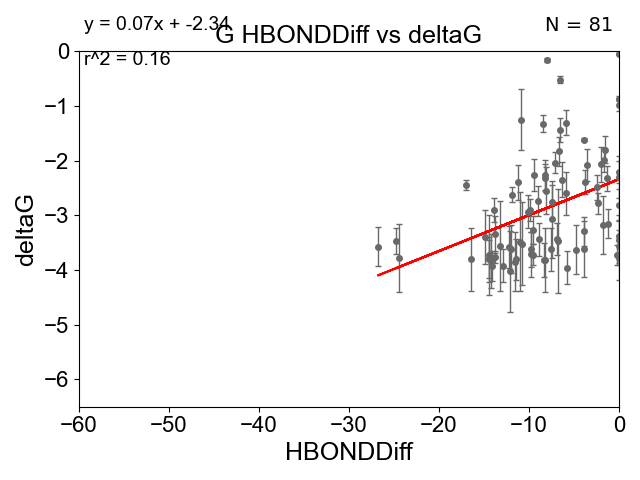 y = 0.07x + -2.34
N = 81
G HBONDDiff vs deltaG
r^2 = 0.16
0
−1
−2
−3
−4
−5
−6
deltaG
−60
−50
−40
−30
−20
−10
0
HBONDDiff